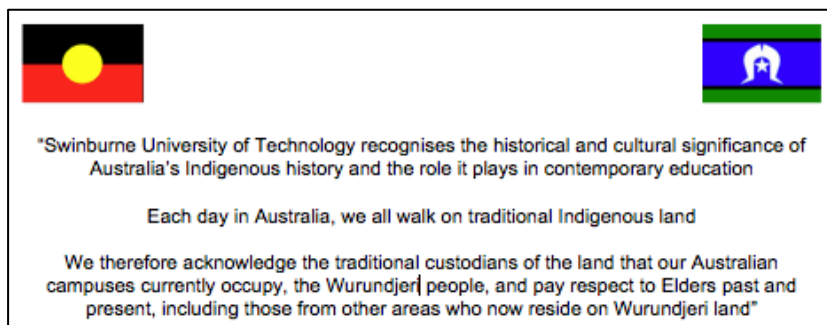 “Swinburne University of Technology recognises the historical and cultural significance of
Australia’s Indigenous history and the role it plays in contemporary education
Each day in Australia, we all walk on traditional Indigenous land
We therefore acknowledge the traditional custodians of the land that our Australian
campuses currently occupy, the Wurundjeri people, and pay respect to Elders past and
present, including those from other areas who now reside on Wurundjeri land”